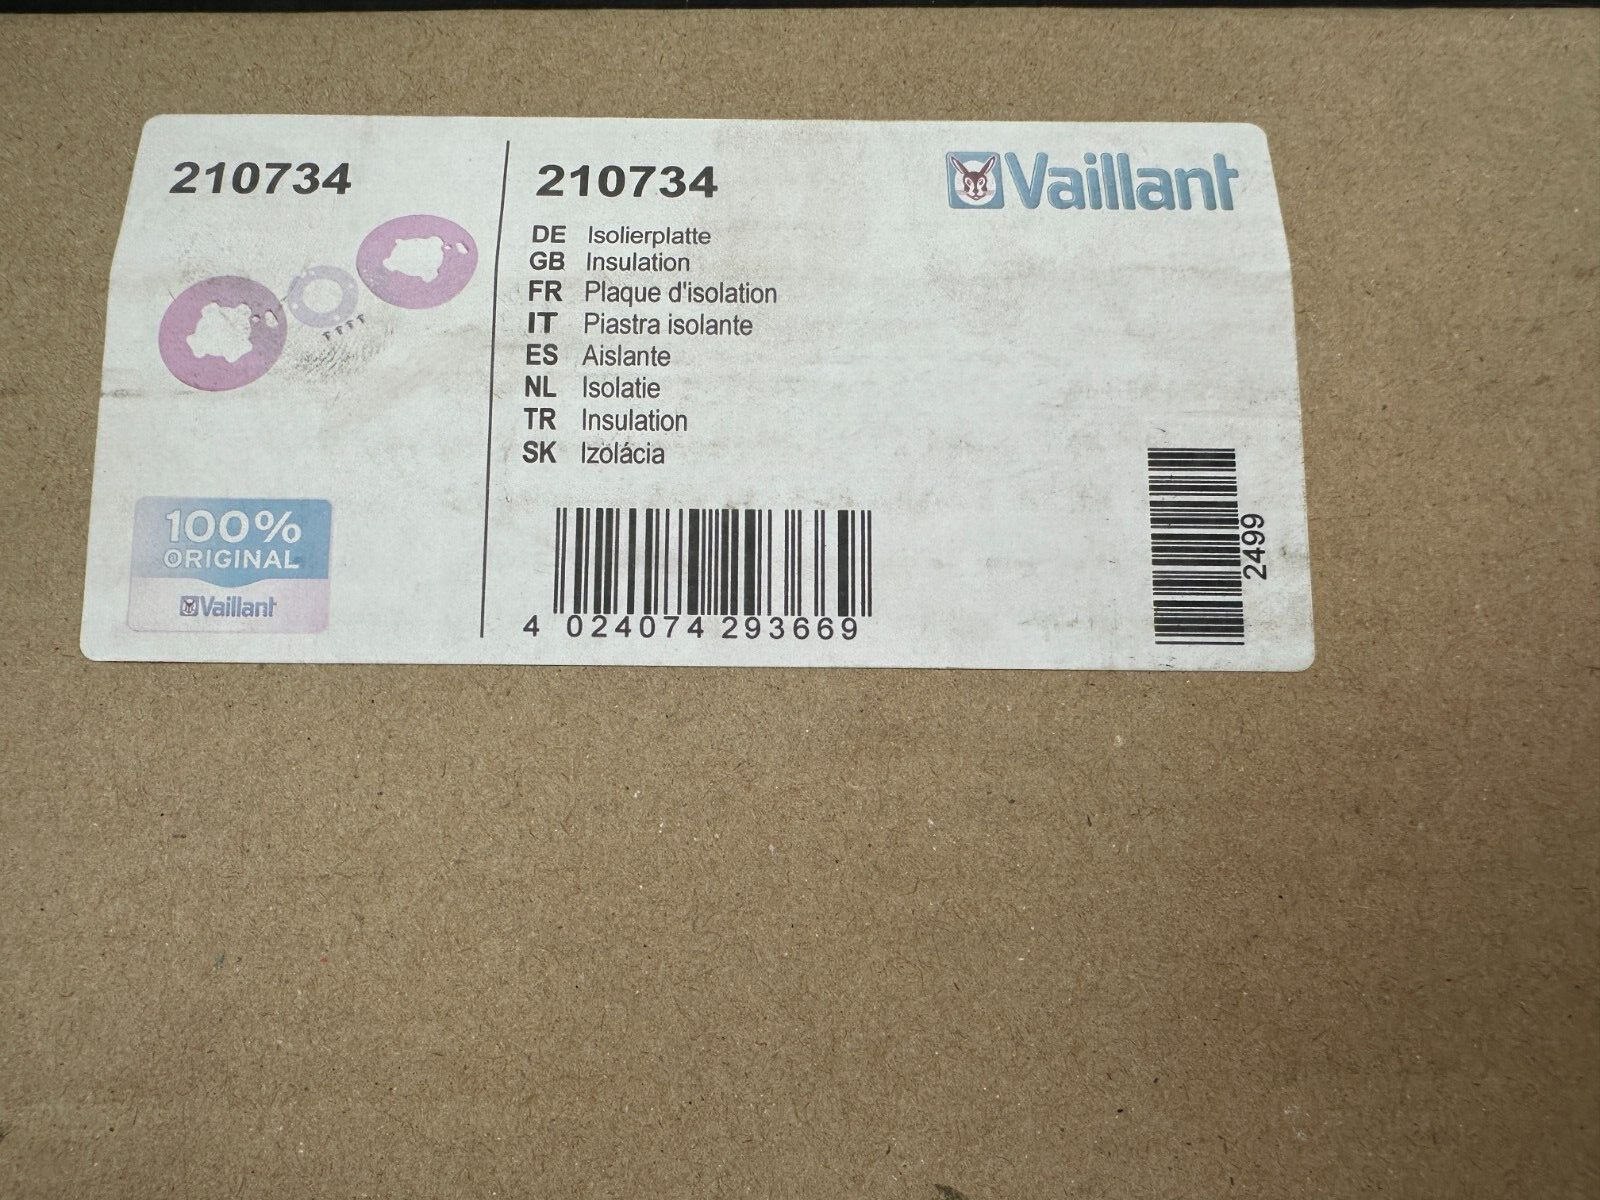 210734
100%
ORIGINAL
Vaillant
210734
Vaillant
DE Isolierplatte
GB Insulation
FR Plaque d'isolation
IT Piastra isolante
ES Aislante
NL Isolatie
TR Insulation
SK Izolácia
4 024074 293669
2499